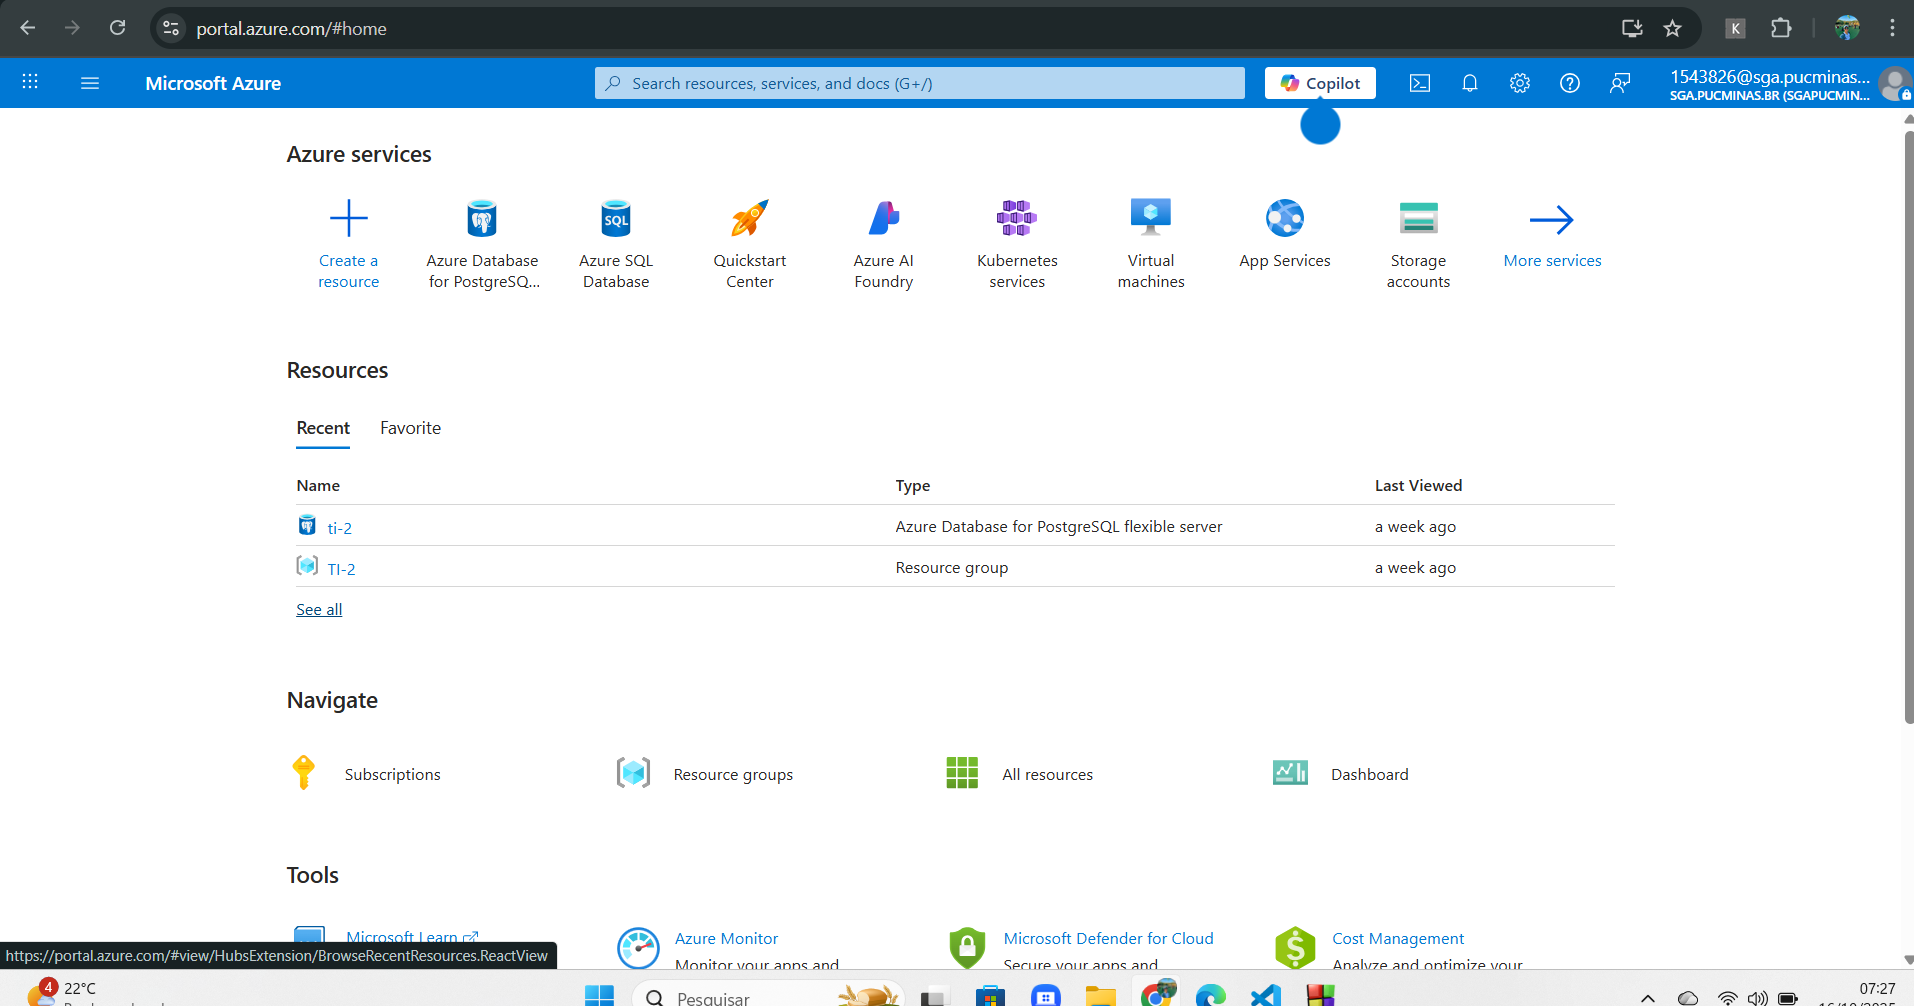 portal.azure.com/#home
K
Microsoft Azure
Search resources, services, and docs (G+/)
Copilot
1543826@sga.pucminas...
SGA.PUCMINAS.BR (SGAPUCMIN...
Azure services
Create a
resource
Azure Database
for PostgreSQ...
SQL
Azure SQL
Database
Quickstart
Center
Azure AI
Foundry
Kubernetes
services
Virtual
machines
App Services
Storage
accounts
More services
Resources
Recent
Favorite
Name
Type
Last Viewed
ti-2
Azure Database for PostgreSQL flexible server
a week ago
TI-2
Resource group
a week ago
See all
Navigate
Subscriptions
Resource groups
All resources
Dashboard
Tools
Microsoft Learn
Azure Monitor
Monitor your apps and
Microsoft Defender for Cloud
Secure your apps and
Cost Management
Analyze and optimize your
https://portal.azure.com/#view/HubsExtension/BrowseRecentResources.ReactView
4
22°C
Pesquisar
07:27